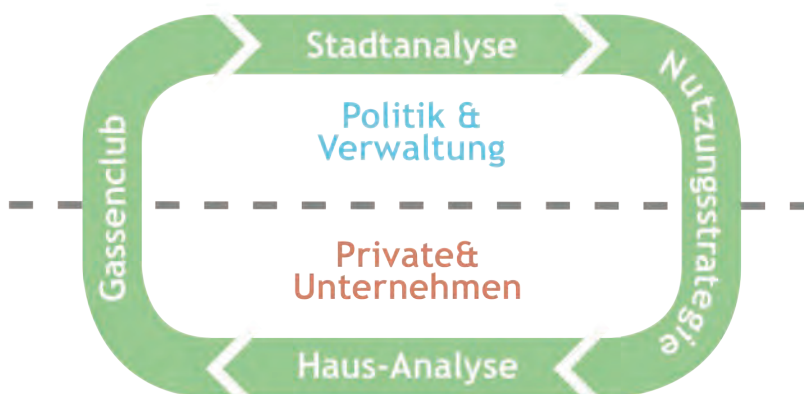 Stadtanalyse
Nutzungsstrategie
Politik &
Verwaltung
Gassenclub
Private&
Unternehmen
Haus-Analyse